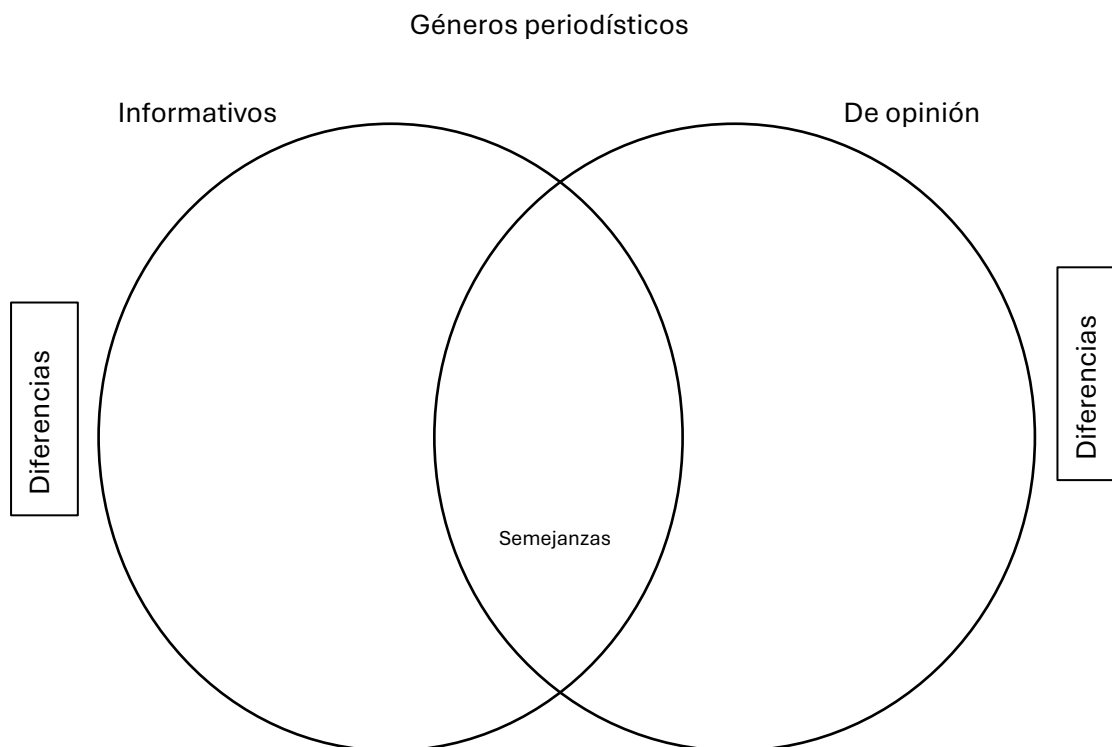 Géneros periodísticos
Informativos
De opinión
Diferencias
Diferencias
Semejanzas